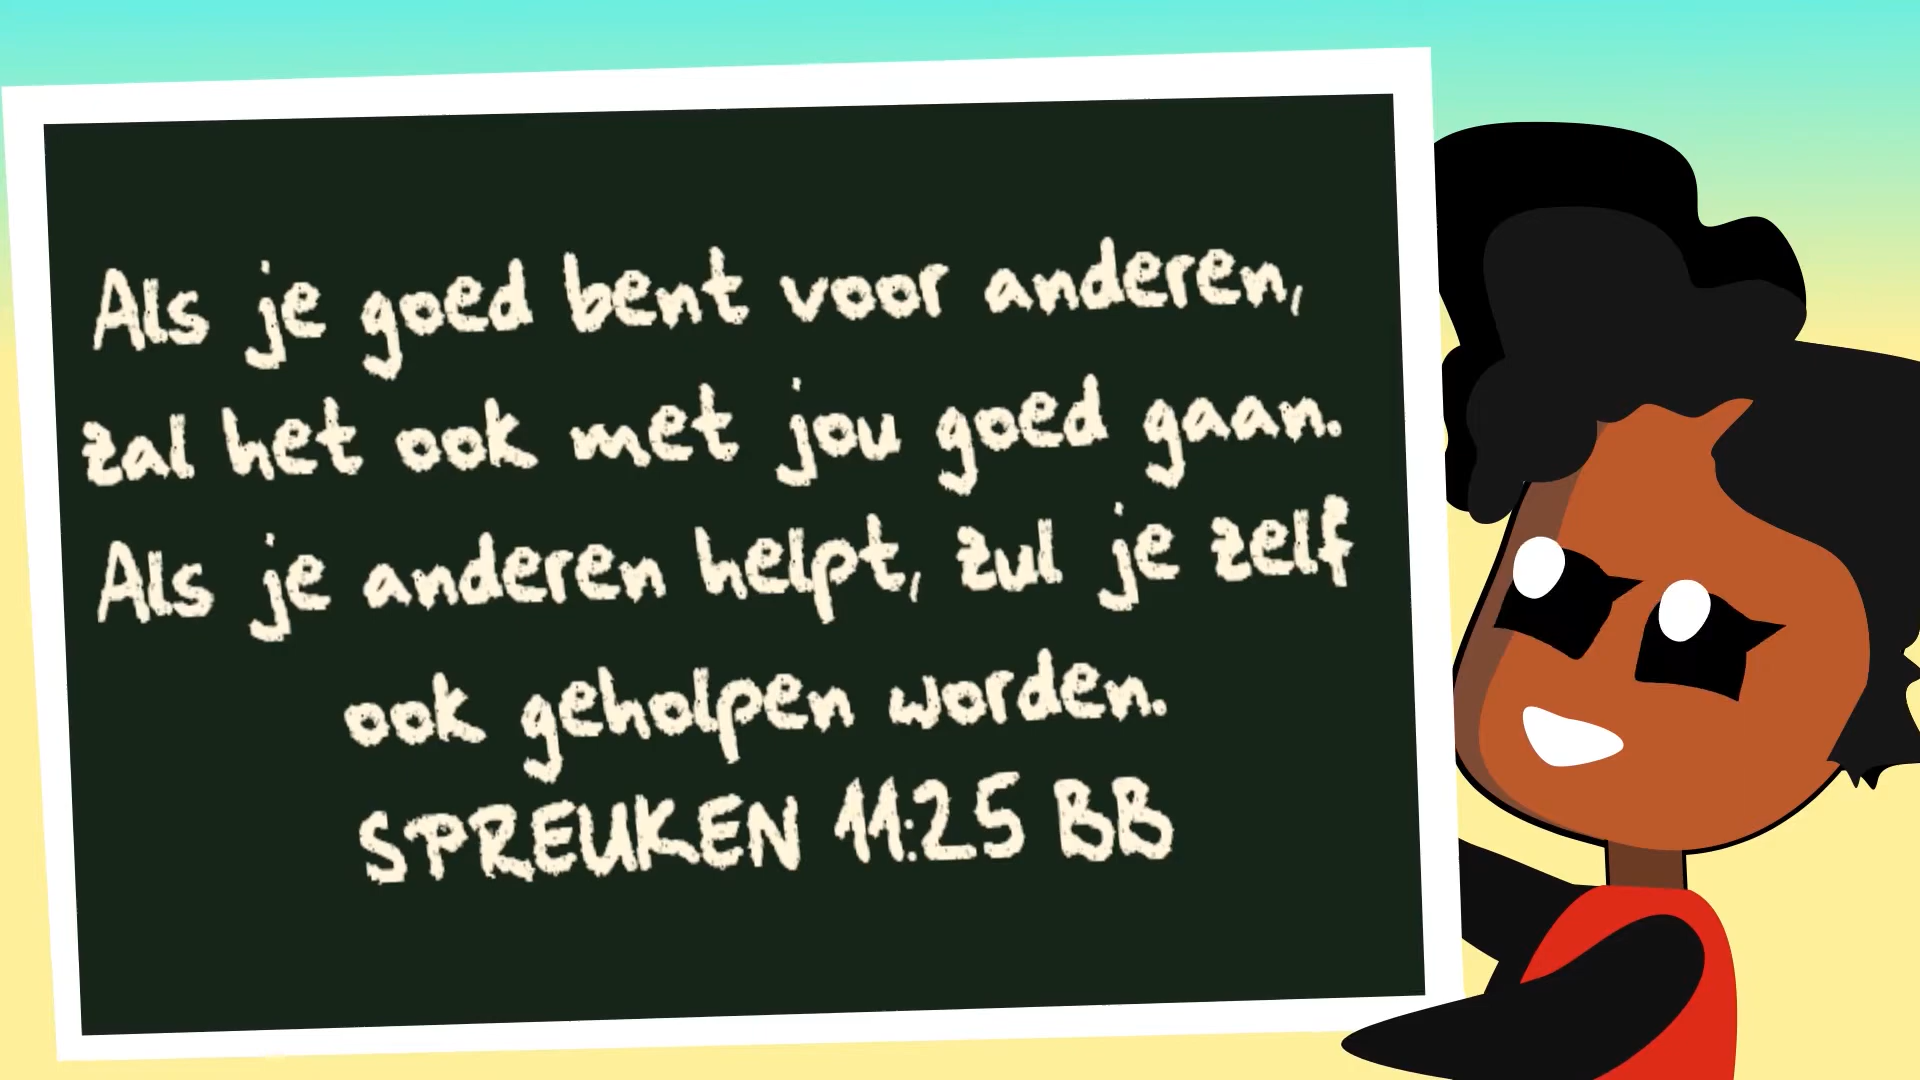 Als je goed bent voor anderen,
zal het ook met jou goed gaan.
Als je anderen helpt, zul je zelf
ook geholpen worden.
SPREUKEN 11:25 BB